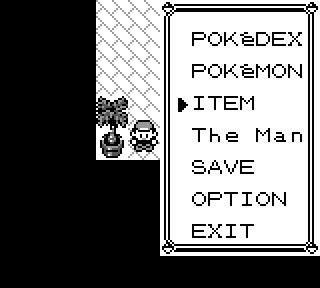 POKéDEX
POKéMON
ITEM
The Man
SAVE
OPTION
EXIT